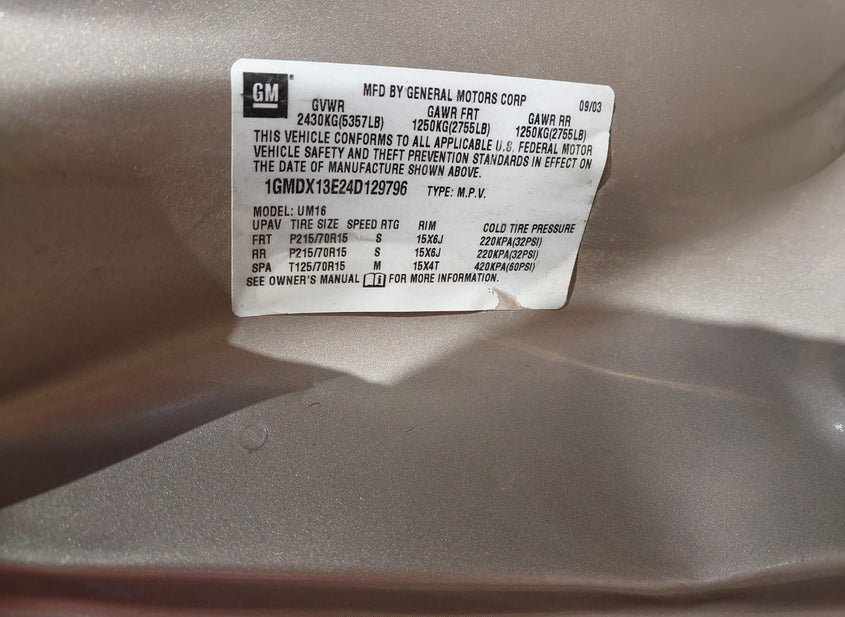 GM ®
MFD BY GENERAL MOTORS CORP 09/03
GVWR GAWR FRT GAWR RR
2430KG(5357LB) 1250KG(2755LB) 1250KG(2755LB)
THIS VEHICLE CONFORMS TO ALL APPLICABLE U.S. FEDERAL MOTOR
VEHICLE SAFETY AND THEFT PREVENTION STANDARDS IN EFFECT ON
THE DATE OF MANUFACTURE SHOWN ABOVE.
1GMDX13E24D129796 TYPE: M.P.V.
MODEL: UM16
UPAV TIRE SIZE SPEED RTG RIM COLD TIRE PRESSURE
FRT P215/70R15 S 15X6J 220KPA(32PSI)
RR P215/70R15 S 15X6J 220KPA(32PSI)
SPA T125/70R15 M 15X4T 420KPA(60PSI)
SEE OWNER'S MANUAL FOR MORE INFORMATION.